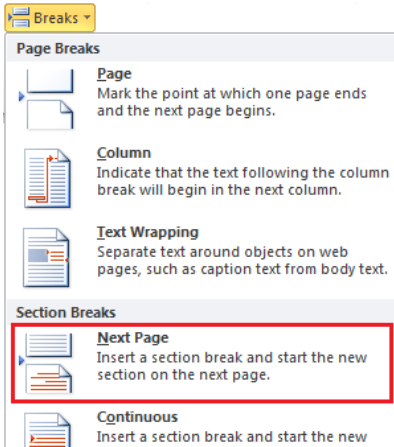 Breaks
Page Breaks
Page
Mark the point at which one page ends
and the next page begins.
Column
Indicate that the text following the column
break will begin in the next column.
Text Wrapping
Separate text around objects on web
pages, such as caption text from body text.
Section Breaks
Next Page
Insert a section break and start the new
section on the next page.
Continuous
Insert a section break and start the new